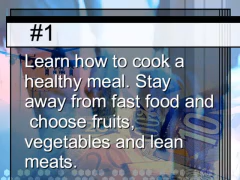 #1
Learn how to cook a
healthy meal. Stay
away from fast food and
choose fruits,
vegetables and lean
meats.
10